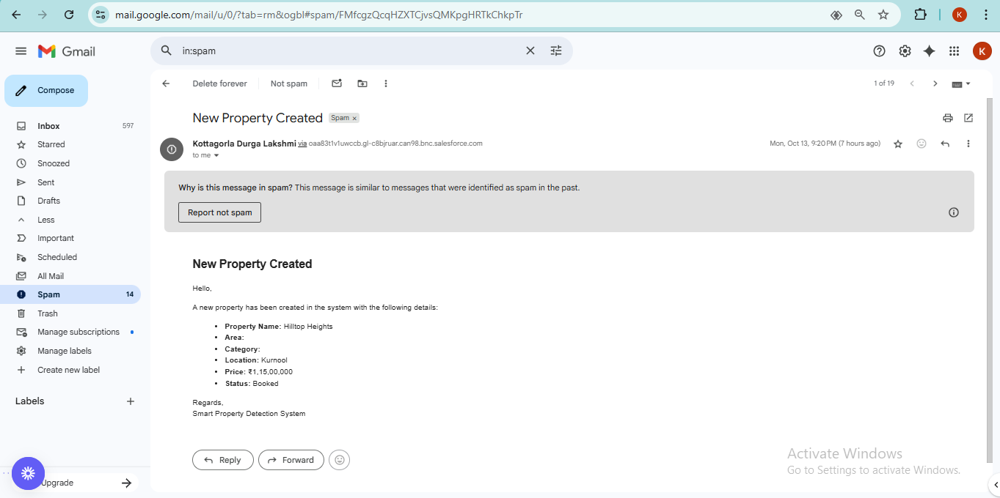 mail.google.com/mail/u/0/?tab=rm&ogbl#spam/FMfcgzQcqHZXTCjvsQMKpgHRTkChkpTr
K
Gmail
in:spam
K
Compose
Delete forever
Not spam
1 of 19
New Property Created
Spam x
Inbox 597
Starred
Snoozed
Sent
Drafts
Less
Important
Scheduled
All Mail
Spam 14
Trash
Manage subscriptions
Manage labels
Create new label
Labels
Upgrade
Kottagorla Durga Lakshmi via oaa83t1v1uwccb.gl-c8bjruar.can98.bnc.salesforce.com
Mon, Oct 13, 9:20 PM (7 hours ago)
to me
Why is this message in spam? This message is similar to messages that were identified as spam in the past.
Report not spam
New Property Created
Hello,
A new property has been created in the system with the following details:
• Property Name: Hilltop Heights
• Area:
• Category:
• Location: Kurnool
• Price: ₹1,15,00,000
• Status: Booked
Regards,
Smart Property Detection System
Reply
Forward
Activate Windows
Go to Settings to activate Windows.